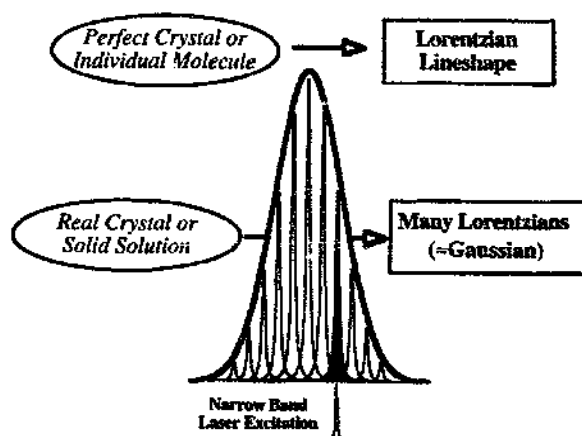 Perfect Crystal or
Individual Molecule
Lorentzian
Lineshape
Real Crystal or
Solid Solution
Many Lorentzians
(≈Gaussian)
Narrow Band
Laser Excitation